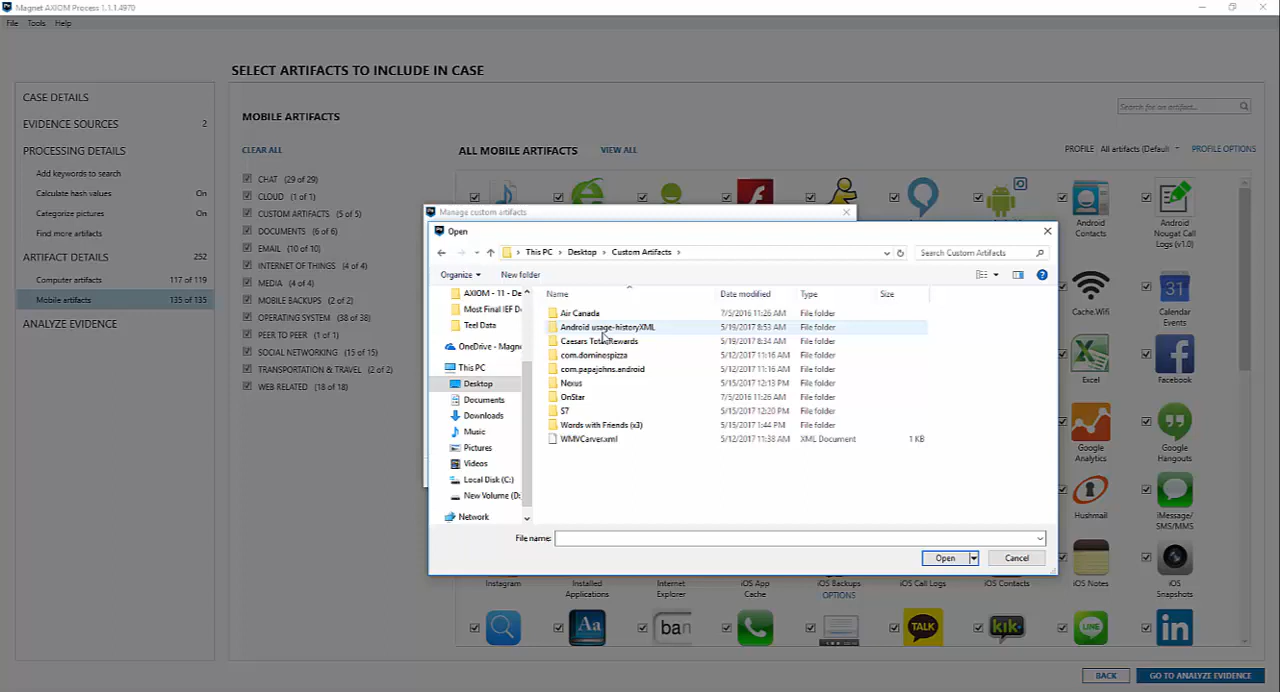 Magnet AXIOM Process 1.1.1.4970
File Tools Help
SELECT ARTIFACTS TO INCLUDE IN CASE
CASE DETAILS
EVIDENCE SOURCES 2
PROCESSING DETAILS
Add keywords to search
Calculate hash values On
Categorize pictures On
Find more artifacts
ARTIFACT DETAILS 252
Computer artifacts 117 of 119
Mobile artifacts 135 of 135
ANALYZE EVIDENCE
MOBILE ARTIFACTS
CLEAR ALL
CHAT (29 of 29)
CLOUD (1 of 1)
CUSTOM ARTIFACTS (5 of 5)
DOCUMENTS (6 of 6)
EMAIL (10 of 10)
INTERNET OF THINGS (4 of 4)
MEDIA (4 of 4)
MOBILE BACKUPS (2 of 2)
OPERATING SYSTEM (38 of 38)
PEER TO PEER (1 of 1)
SOCIAL NETWORKING (15 of 15)
TRANSPORTATION & TRAVEL (2 of 2)
WEB RELATED (18 of 18)
Search for an artifact...
ALL MOBILE ARTIFACTS VIEW ALL
PROFILE All artifacts (Default PROFILE OPTIONS
Android Contacts
Android Nougat Call Logs (v1.0)
Cache.Wifi
31
Calendar Events
Excel
Facebook
Google Analytics
Google Hangouts
Hushmail
iMessage/SMS/MMS
Instagram
Installed Applications
Internet Explorer
iOS App Cache
iOS Backups
OPTIONS
iOS Call Logs
iOS Contacts
iOS Notes
iOS Snapshots
Aa
ban
TALK
kik
LINE
in
Manage custom artifacts
Open
This PC > Desktop > Custom Artifacts >
Search Custom Artifacts
Organize New folder
AXIOM - 11 - De
Most Final IEF D
Teel Data
OneDrive - Magne
This PC
Desktop
Documents
Downloads
Music
Pictures
Videos
Local Disk (C:)
New Volume (D:
Network
Name Date modified Type Size
Air Canada 7/5/2016 11:26 AM File folder
Android usage-historyXML 5/19/2017 8:53 AM File folder
Caesars Total Rewards 5/19/2017 8:34 AM File folder
com.dominospizza 5/12/2017 11:16 AM File folder
com.papajohns.android 5/12/2017 11:16 AM File folder
Nexus 5/15/2017 12:13 PM File folder
OnStar 7/5/2016 11:26 AM File folder
S7 5/15/2017 12:20 PM File folder
Words with Friends (x3) 5/15/2017 1:44 PM File folder
WMVCarver.xml 5/12/2017 11:38 AM XML Document 1 KB
File name:
Open Cancel
BACK GO TO ANALYZE EVIDENCE